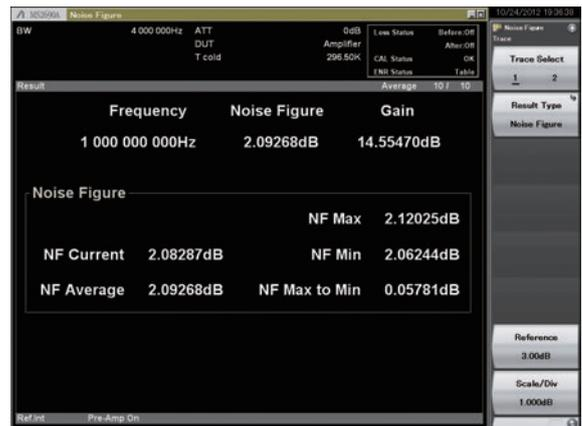 MS2690A Noise Figure
10/24/2012 19:36:38
BW 4 000 000Hz ATT 0dB
DUT Amplifier
T cold 296.50K
Loss Status Before:Off
After:Off
CAL Status OK
ENR Status Table
Result Average 10 / 10
Frequency Noise Figure Gain
1 000 000 000Hz 2.09268dB 14.55470dB
Noise Figure
NF Max 2.12025dB
NF Current 2.08287dB NF Min 2.06244dB
NF Average 2.09268dB NF Max to Min 0.05781dB
Ref.Int Pre-Amp On
Noise Figure
Trace
Trace Select
1 2
Result Type
Noise Figure
Reference
3.00dB
Scale/Div
1.000dB